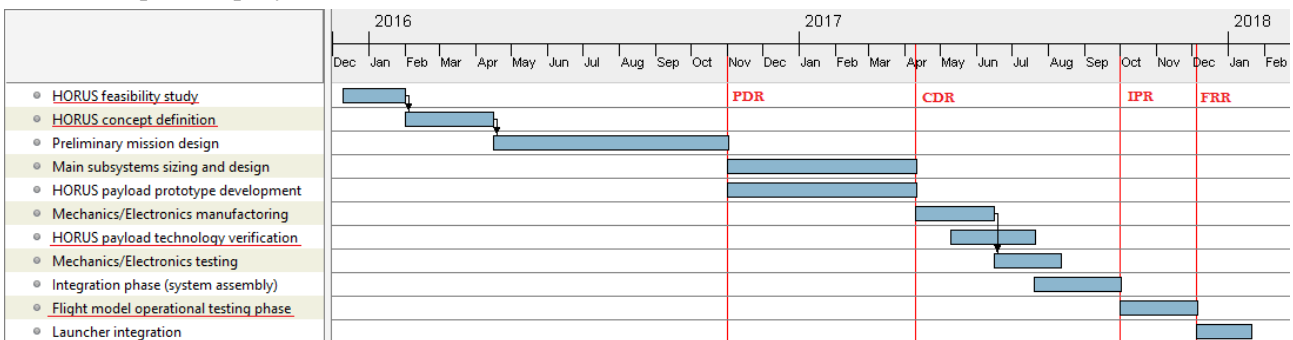 2016 2017 2018
Dec Jan Feb Mar Apr May Jun Jul Aug Sep Oct Nov Dec Jan Feb Mar Apr May Jun Jul Aug Sep Oct Nov Dec Jan Feb
HORUS feasibility study PDR CDR IPR FRR
HORUS concept definition
Preliminary mission design
Main subsystems sizing and design
HORUS payload prototype development
Mechanics/Electronics manufactoring
HORUS payload technology verification
Mechanics/Electronics testing
Integration phase (system assembly)
Flight model operational testing phase
Launcher integration